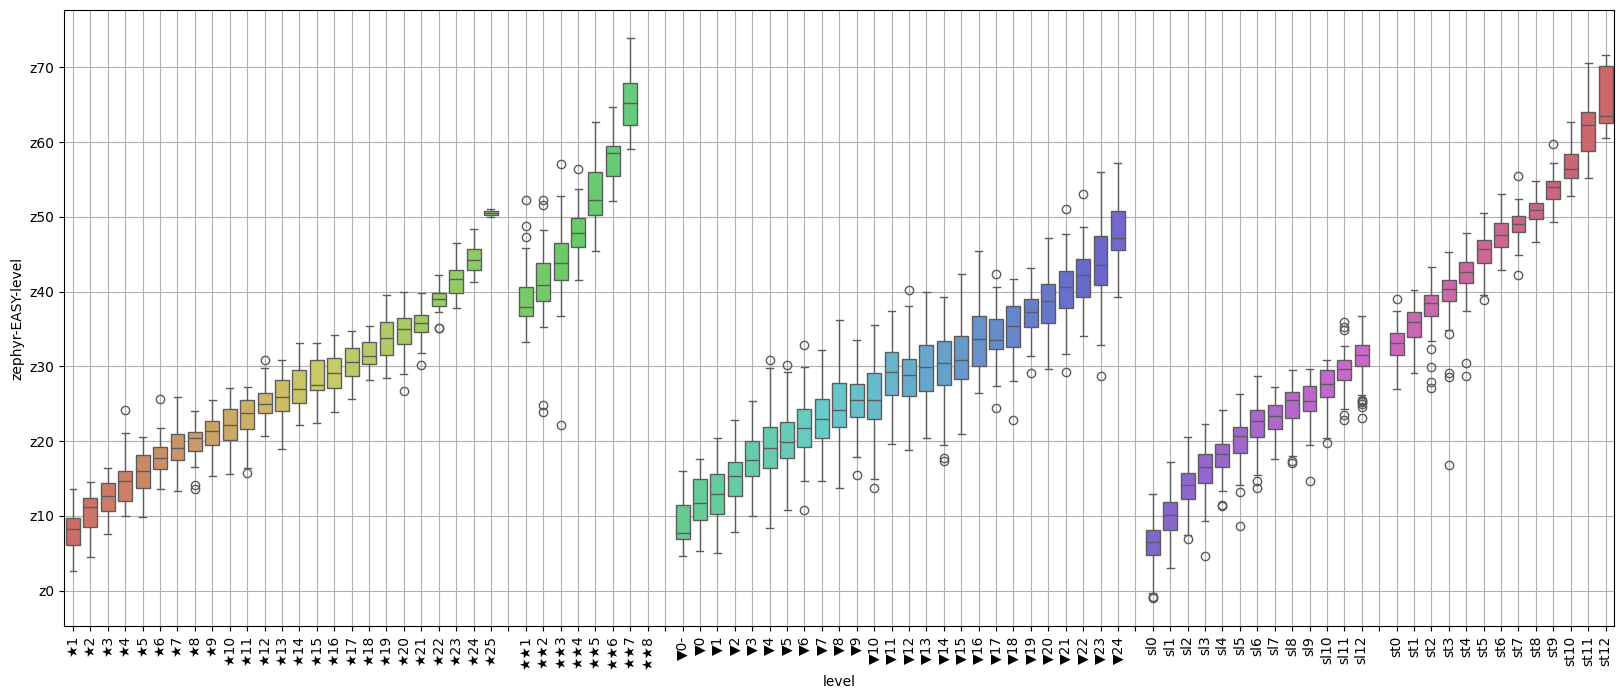 z70
z60
z50
z40
z30
z20
z10
z0
zephyr-EASY-level
★1
★2
★3
★4
★5
★6
★7
★8
★9
★10
★11
★12
★13
★14
★15
★16
★17
★18
★19
★20
★21
★22
★23
★24
★25
★★1
★★2
★★3
★★4
★★5
★★6
★★7
★★8
▼0-
▼0
▼1
▼2
▼3
▼4
▼5
▼6
▼7
▼8
▼9
▼10
▼11
▼12
▼13
▼14
▼15
▼16
▼17
▼18
▼19
▼20
▼21
▼22
▼23
▼24
sl0
sl1
sl2
sl3
sl4
sl5
sl6
sl7
sl8
sl9
sl10
sl11
sl12
st0
st1
st2
st3
st4
st5
st6
st7
st8
st9
st10
st11
st12
level